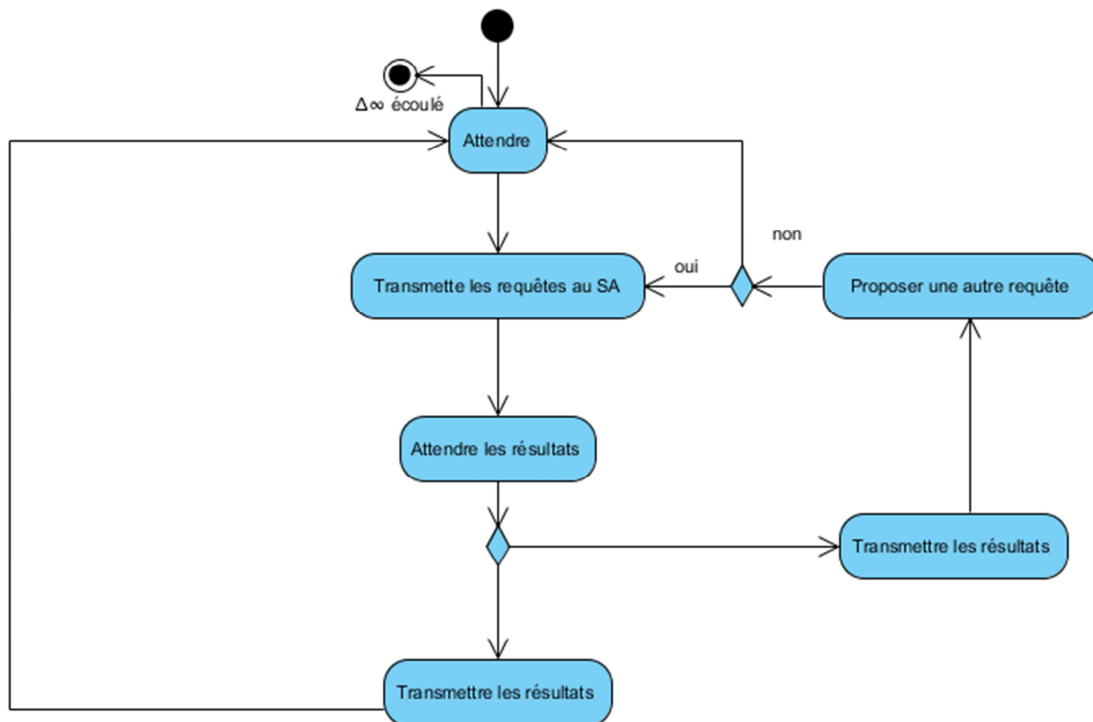 Δ∞ écoulé
Attendre
non
oui
Transmette les requêtes au SA
Proposer une autre requête
Attendre les résultats
Transmettre les résultats
Transmettre les résultats